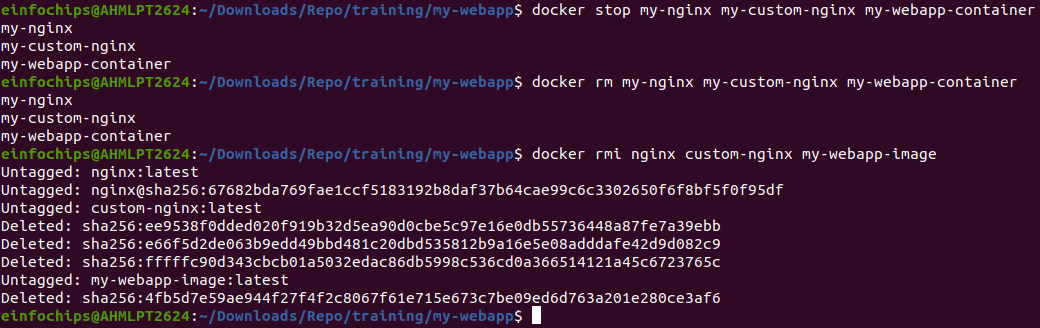 einfochips@AHMLPT2624:~/Downloads/Repo/training/my-webapp$ docker stop my-nginx my-custom-nginx my-webapp-container
my-nginx
my-custom-nginx
my-webapp-container
einfochips@AHMLPT2624:~/Downloads/Repo/training/my-webapp$ docker rm my-nginx my-custom-nginx my-webapp-container
my-nginx
my-custom-nginx
my-webapp-container
einfochips@AHMLPT2624:~/Downloads/Repo/training/my-webapp$ docker rmi nginx custom-nginx my-webapp-image
Untagged: nginx:latest
Untagged: nginx@sha256:67682bda769fae1ccf5183192b8daf37b64cae99c6c3302650f6f8bf5f0f95df
Untagged: custom-nginx:latest
Deleted: sha256:ee9538f0dded020f919b32d5ea90d0cbe5c97e16e0db55736448a87fe7a39ebb
Deleted: sha256:e66f5d2de063b9edd49bbd481c20dbd535812b9a16e5e08adddafe42d9d082c9
Deleted: sha256:fffffc90d343cbcb01a5032edac86db5998c536cd0a366514121a45c6723765c
Untagged: my-webapp-image:latest
Deleted: sha256:4fb5d7e59ae944f27f4f2c8067f61e715e673c7be09ed6d763a201e280ce3af6
einfochips@AHMLPT2624:~/Downloads/Repo/training/my-webapp$